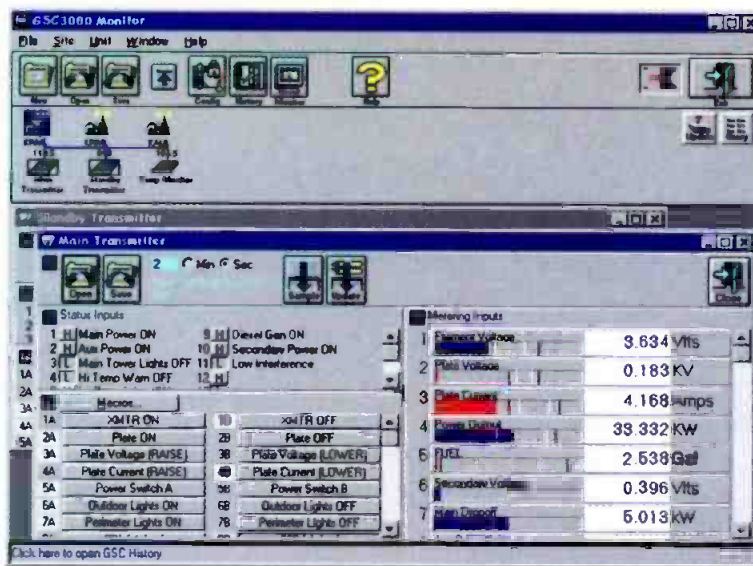 GSC3000 Monitor
File Site Unit Window Help
New Open Save Config History Monitor Help Exit
Main Transmitter Standby Transmitter Temp Monitor
Standby Transmitter
Main Transmitter
2 Min Sec
Open Save Sample Update Close
Status Inputs
1 H Main Power ON 9 H Diesel Gen ON
2 H Aux Power ON 10 H Secondary Power ON
3 L Main Tower Lights OFF 11 L Low Interference
4 L Hi Temp Warn OFF 12 H
Macros...
1A XMTR ON 1B XMTR OFF
2A Plate ON 2B Plate OFF
3A Plate Voltage (RAISE) 3B Plate Voltage (LOWER)
4A Plate Current (RAISE) 4B Plate Current (LOWER)
5A Power Switch A 5B Power Switch B
6A Outdoor Lights ON 6B Outdoor Lights OFF
7A Perimeter Lights ON 7B Perimeter Lights OFF
Metering Inputs
1 Filament Voltage 3.634 Vlts
2 Plate Voltage 0.183 KV
3 Plate Current 4.168 Amps
4 Power Output 33.332 KW
5 FUEL 2.538 Gal
6 Secondary Voltage 0.396 Vlts
7 Main Dropoff 5.013 KW
Click here to open GSC History